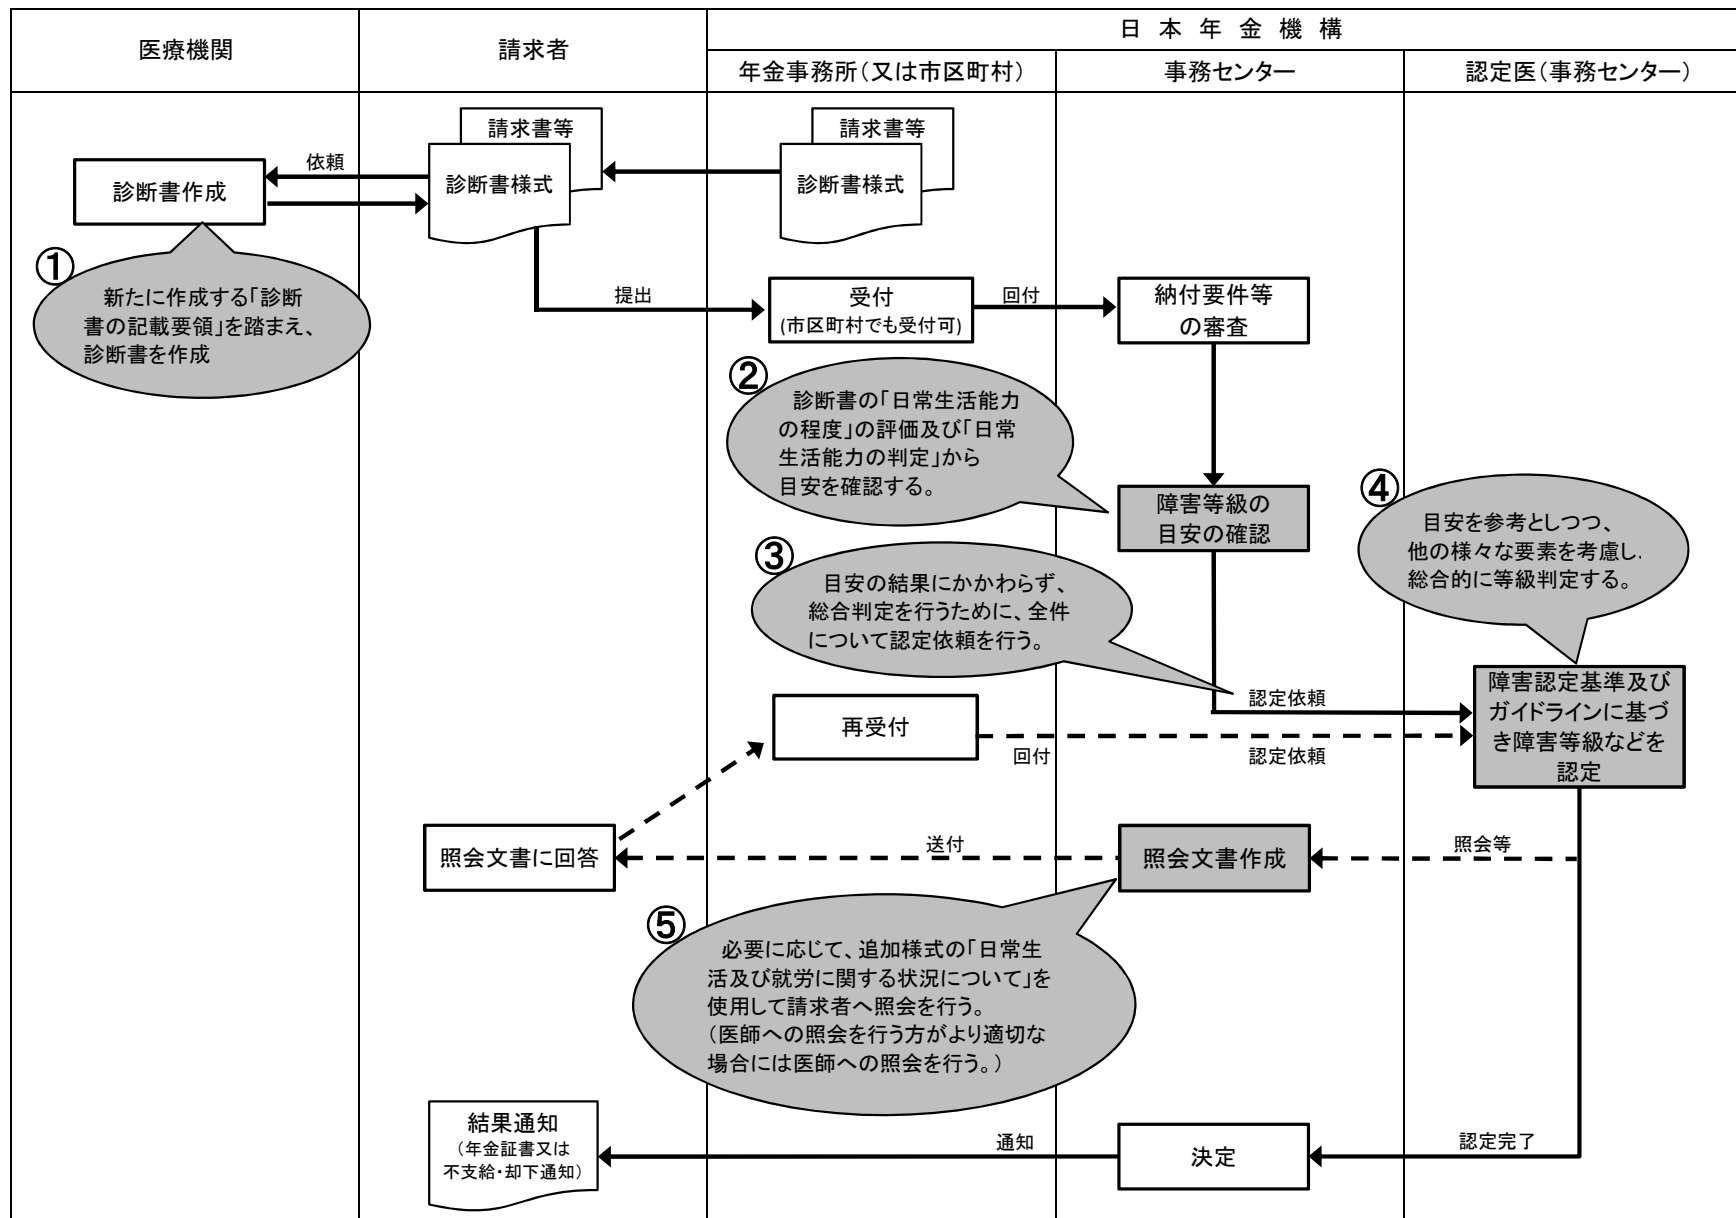 医療機関
請求者
日本年金機構
年金事務所(又は市区町村)
事務センター
認定医(事務センター)
請求書等
診断書様式
請求書等
診断書様式
依頼
診断書作成
①
新たに作成する「診断
書の記載要領」を踏まえ、
診断書を作成
提出
受付
(市区町村でも受付可)
回付
納付要件等
の審査
②
診断書の「日常生活能力
の程度」の評価及び「日常
生活能力の判定」から
目安を確認する。
障害等級の
目安の確認
③
目安の結果にかかわらず、
総合判定を行うために、全件
について認定依頼を行う。
④
目安を参考としつつ、
他の様々な要素を考慮し、
総合的に等級判定する。
認定依頼
障害認定基準及び
ガイドラインに基づ
き障害等級などを
認定
再受付
回付
認定依頼
照会文書に回答
送付
照会文書作成
照会等
⑤
必要に応じて、追加様式の「日常生
活及び就労に関する状況について」を
使用して請求者へ照会を行う。
(医師への照会を行う方がより適切な
場合には医師への照会を行う。)
結果通知
(年金証書又は
不支給・却下通知)
通知
決定
認定完了